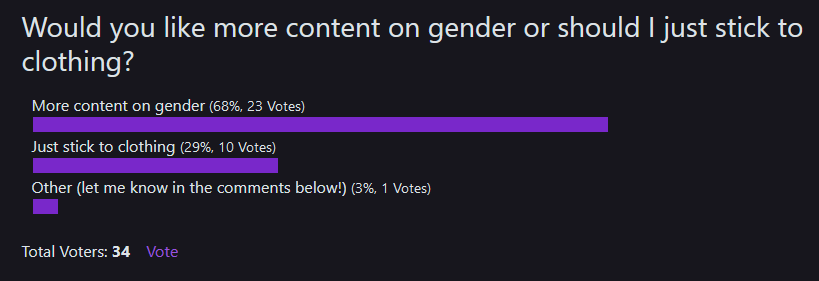 Would you like more content on gender or should I just stick to
clothing?
More content on gender (68%, 23 Votes)
Just stick to clothing (29%, 10 Votes)
Other (let me know in the comments below!) (3%, 1 Votes)
Total Voters: 34 Vote